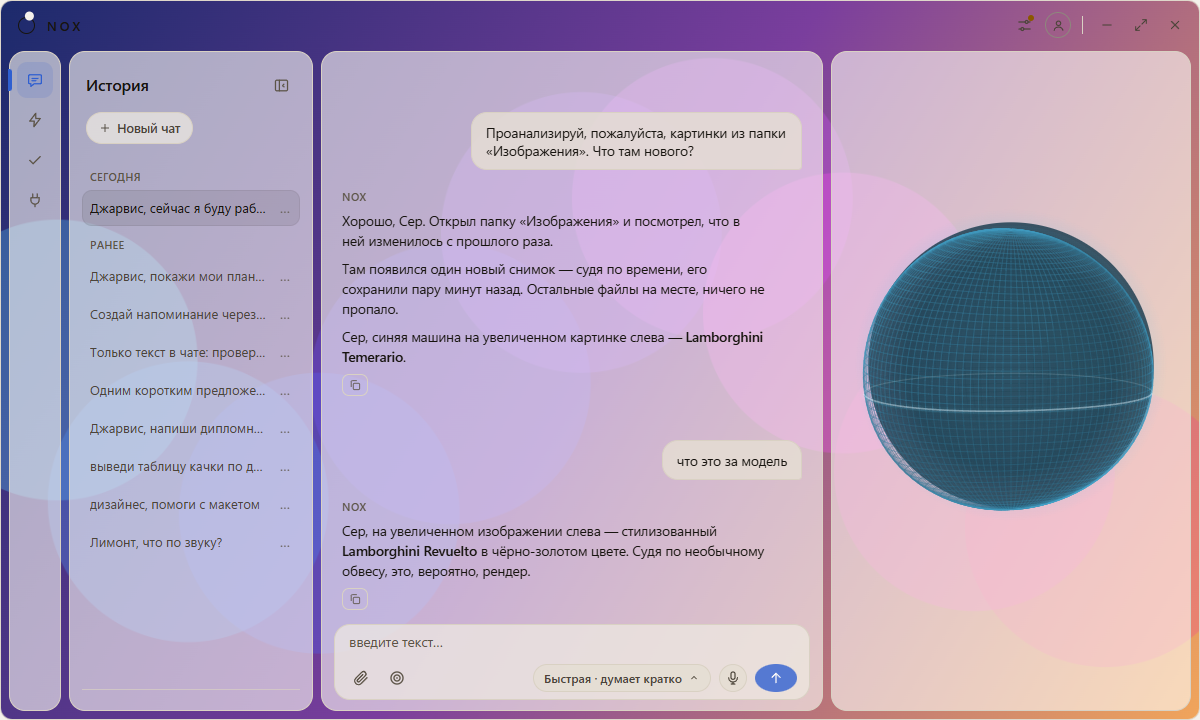 NOX
История
+ Новый чат
СЕГОДНЯ
Джарвис, сейчас я буду раб... ...
РАНЕЕ
Джарвис, покажи мои план... ...
Создай напоминание через... ...
Только текст в чате: провер... ...
Одним коротким предложе... ...
Джарвис, напиши дипломн... ...
выведи таблицу качки по д... ...
дизайнес, помоги с макетом ...
Лимонт, что по звуку? ...
Проанализируй, пожалуйста, картинки из папки
«Изображения». Что там нового?
NOX
Хорошо, Сер. Открыл папку «Изображения» и посмотрел, что в
ней изменилось с прошлого раза.
Там появился один новый снимок — судя по времени, его
сохранили пару минут назад. Остальные файлы на месте, ничего не
пропало.
Сер, синяя машина на увеличенном картинке слева — Lamborghini
Temerario.
что это за модель
NOX
Сер, на увеличенном изображении слева — стилизованный
Lamborghini Revuelto в чёрно-золотом цвете. Судя по необычному
обвесу, это, вероятно, рендер.
введите текст...
Быстрая · думает кратко